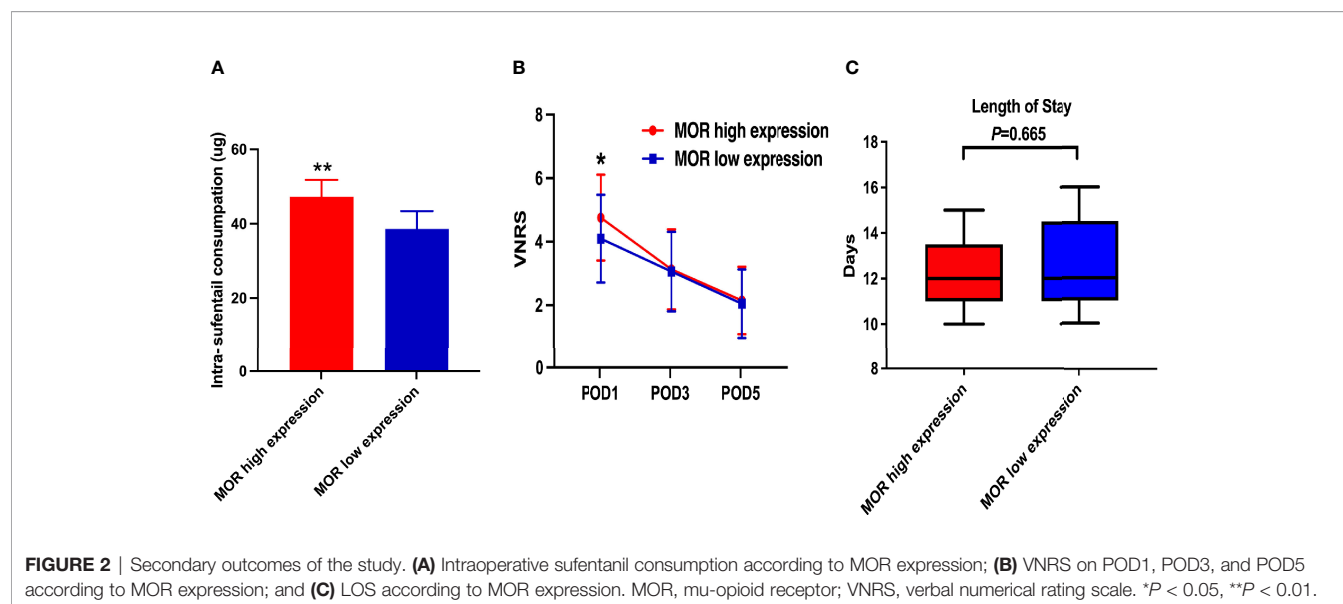 A
Intra-sufentail consumpation (ug)
60
40
20
0
**
MOR high expression
MOR low expression
B
VNRS
8
6
4
2
0
MOR high expression
MOR low expression
*
POD1 POD3 POD5
C
Length of Stay
P=0.665
Days
18
16
14
12
10
8
MOR high expression
MOR low expression
FIGURE 2 | Secondary outcomes of the study. (A) Intraoperative sufentanil consumption according to MOR expression; (B) VNRS on POD1, POD3, and POD5
according to MOR expression; and (C) LOS according to MOR expression. MOR, mu-opioid receptor; VNRS, verbal numerical rating scale. *P < 0.05, **P < 0.01.